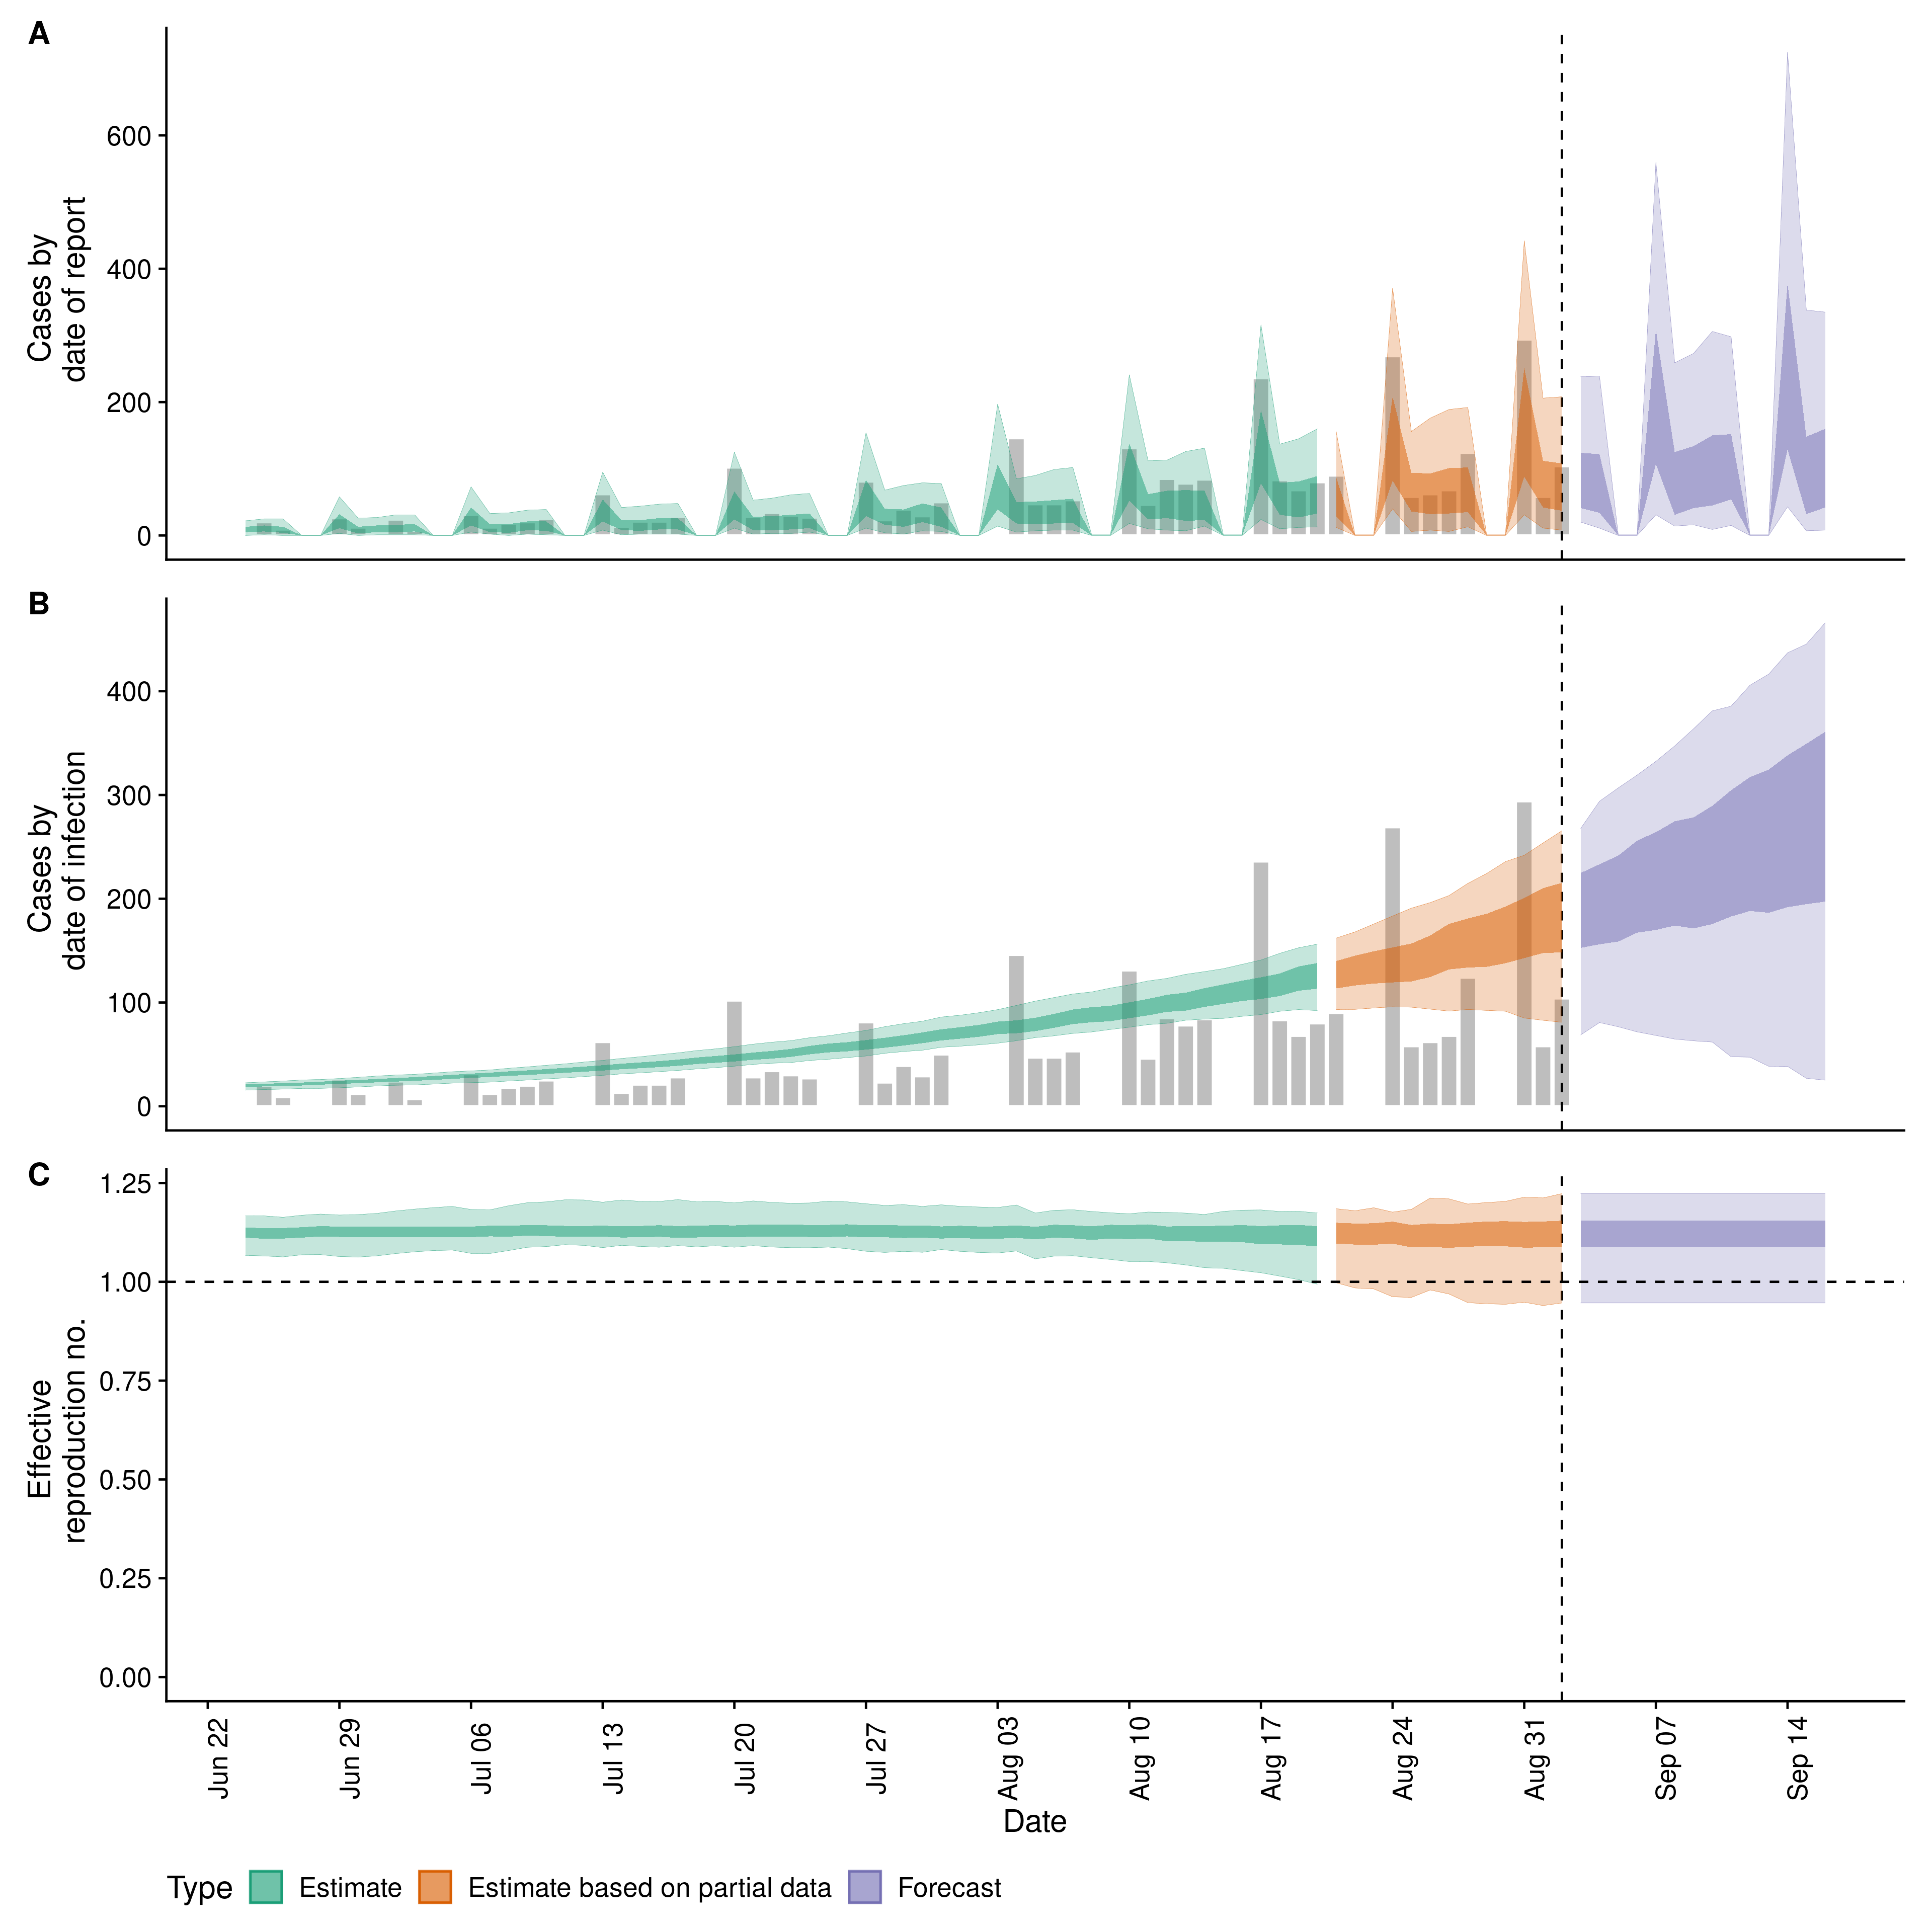 A
Cases by
date of report
600
400
200
0
B
Cases by
date of infection
400
300
200
100
0
C
Effective
reproduction no.
1.25
1.00
0.75
0.50
0.25
0.00
Jun 22
Jun 29
Jul 06
Jul 13
Jul 20
Jul 27
Aug 03
Aug 10
Aug 17
Aug 24
Aug 31
Sep 07
Sep 14
Date
Type Estimate Estimate based on partial data Forecast